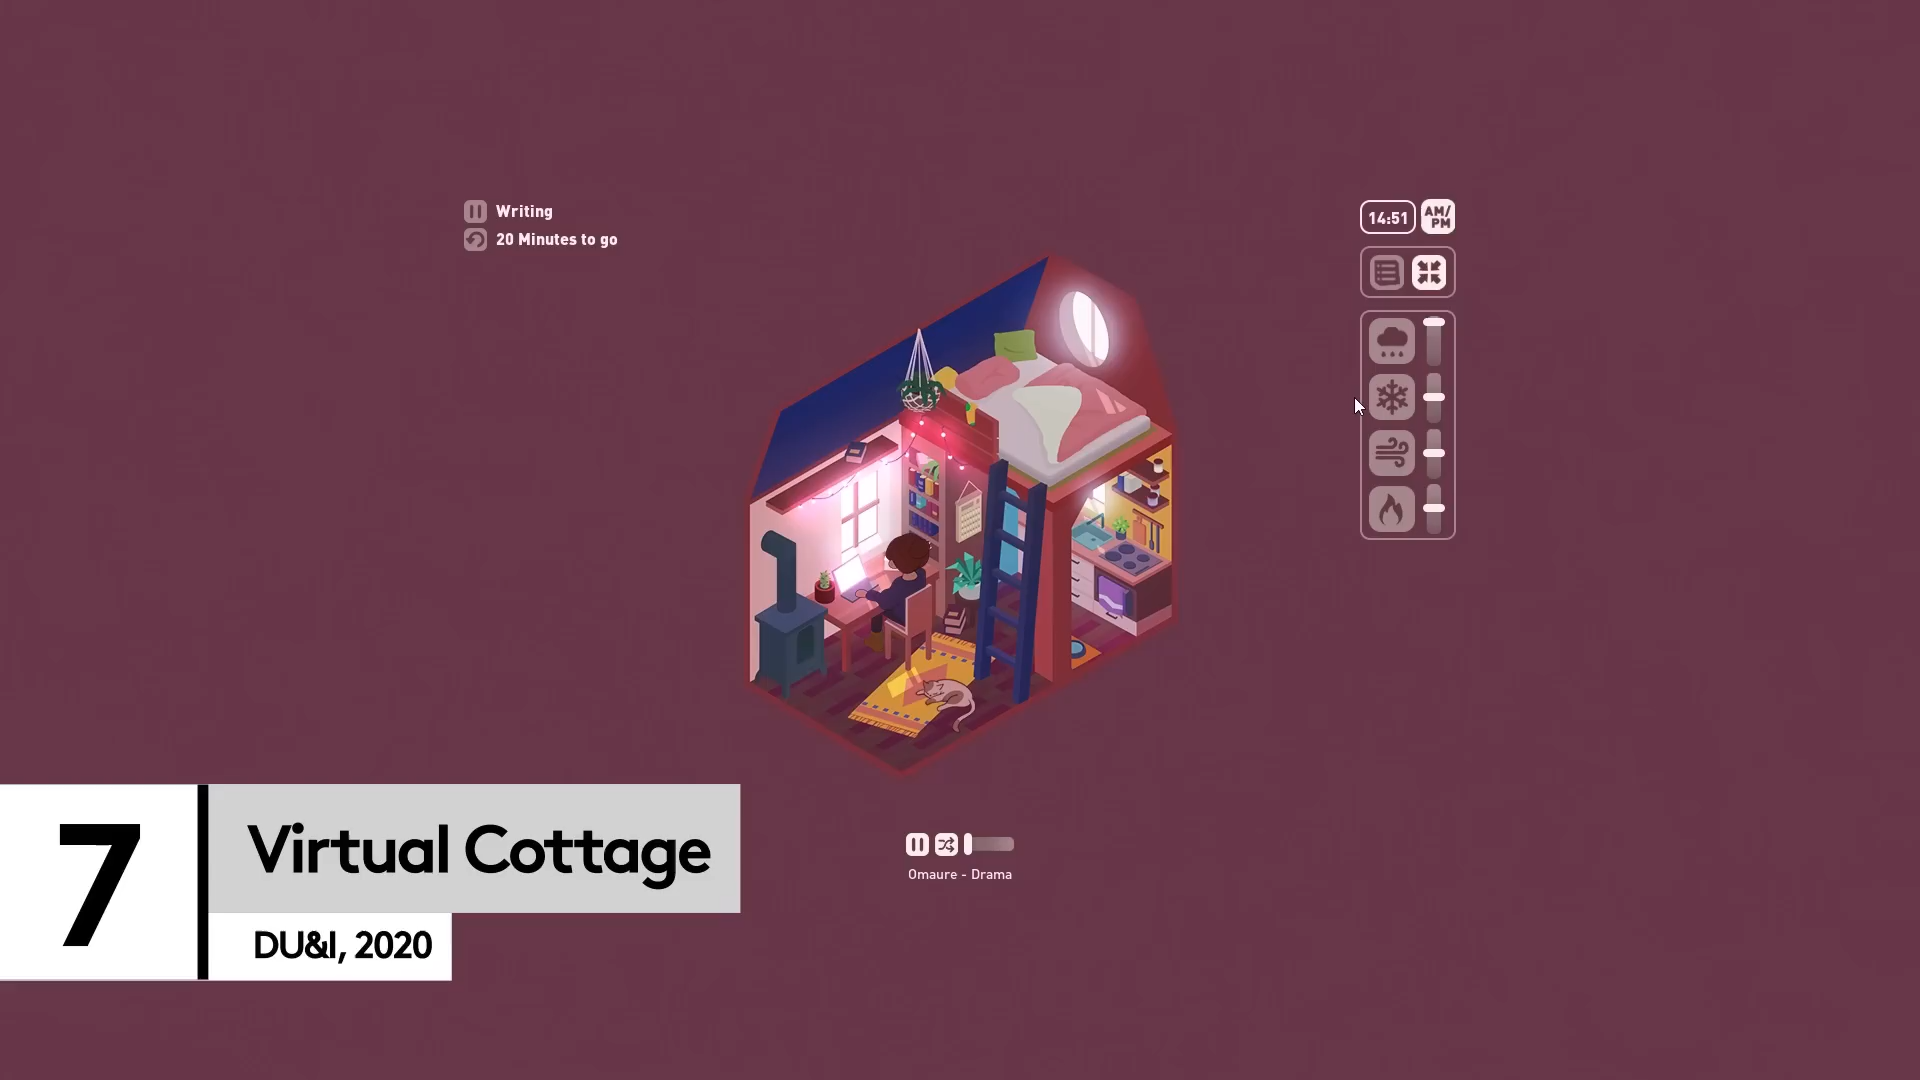 Writing
20 Minutes to go
14:51
AM/
PM
7
Virtual Cottage
DU&I, 2020
Omaure - Drama